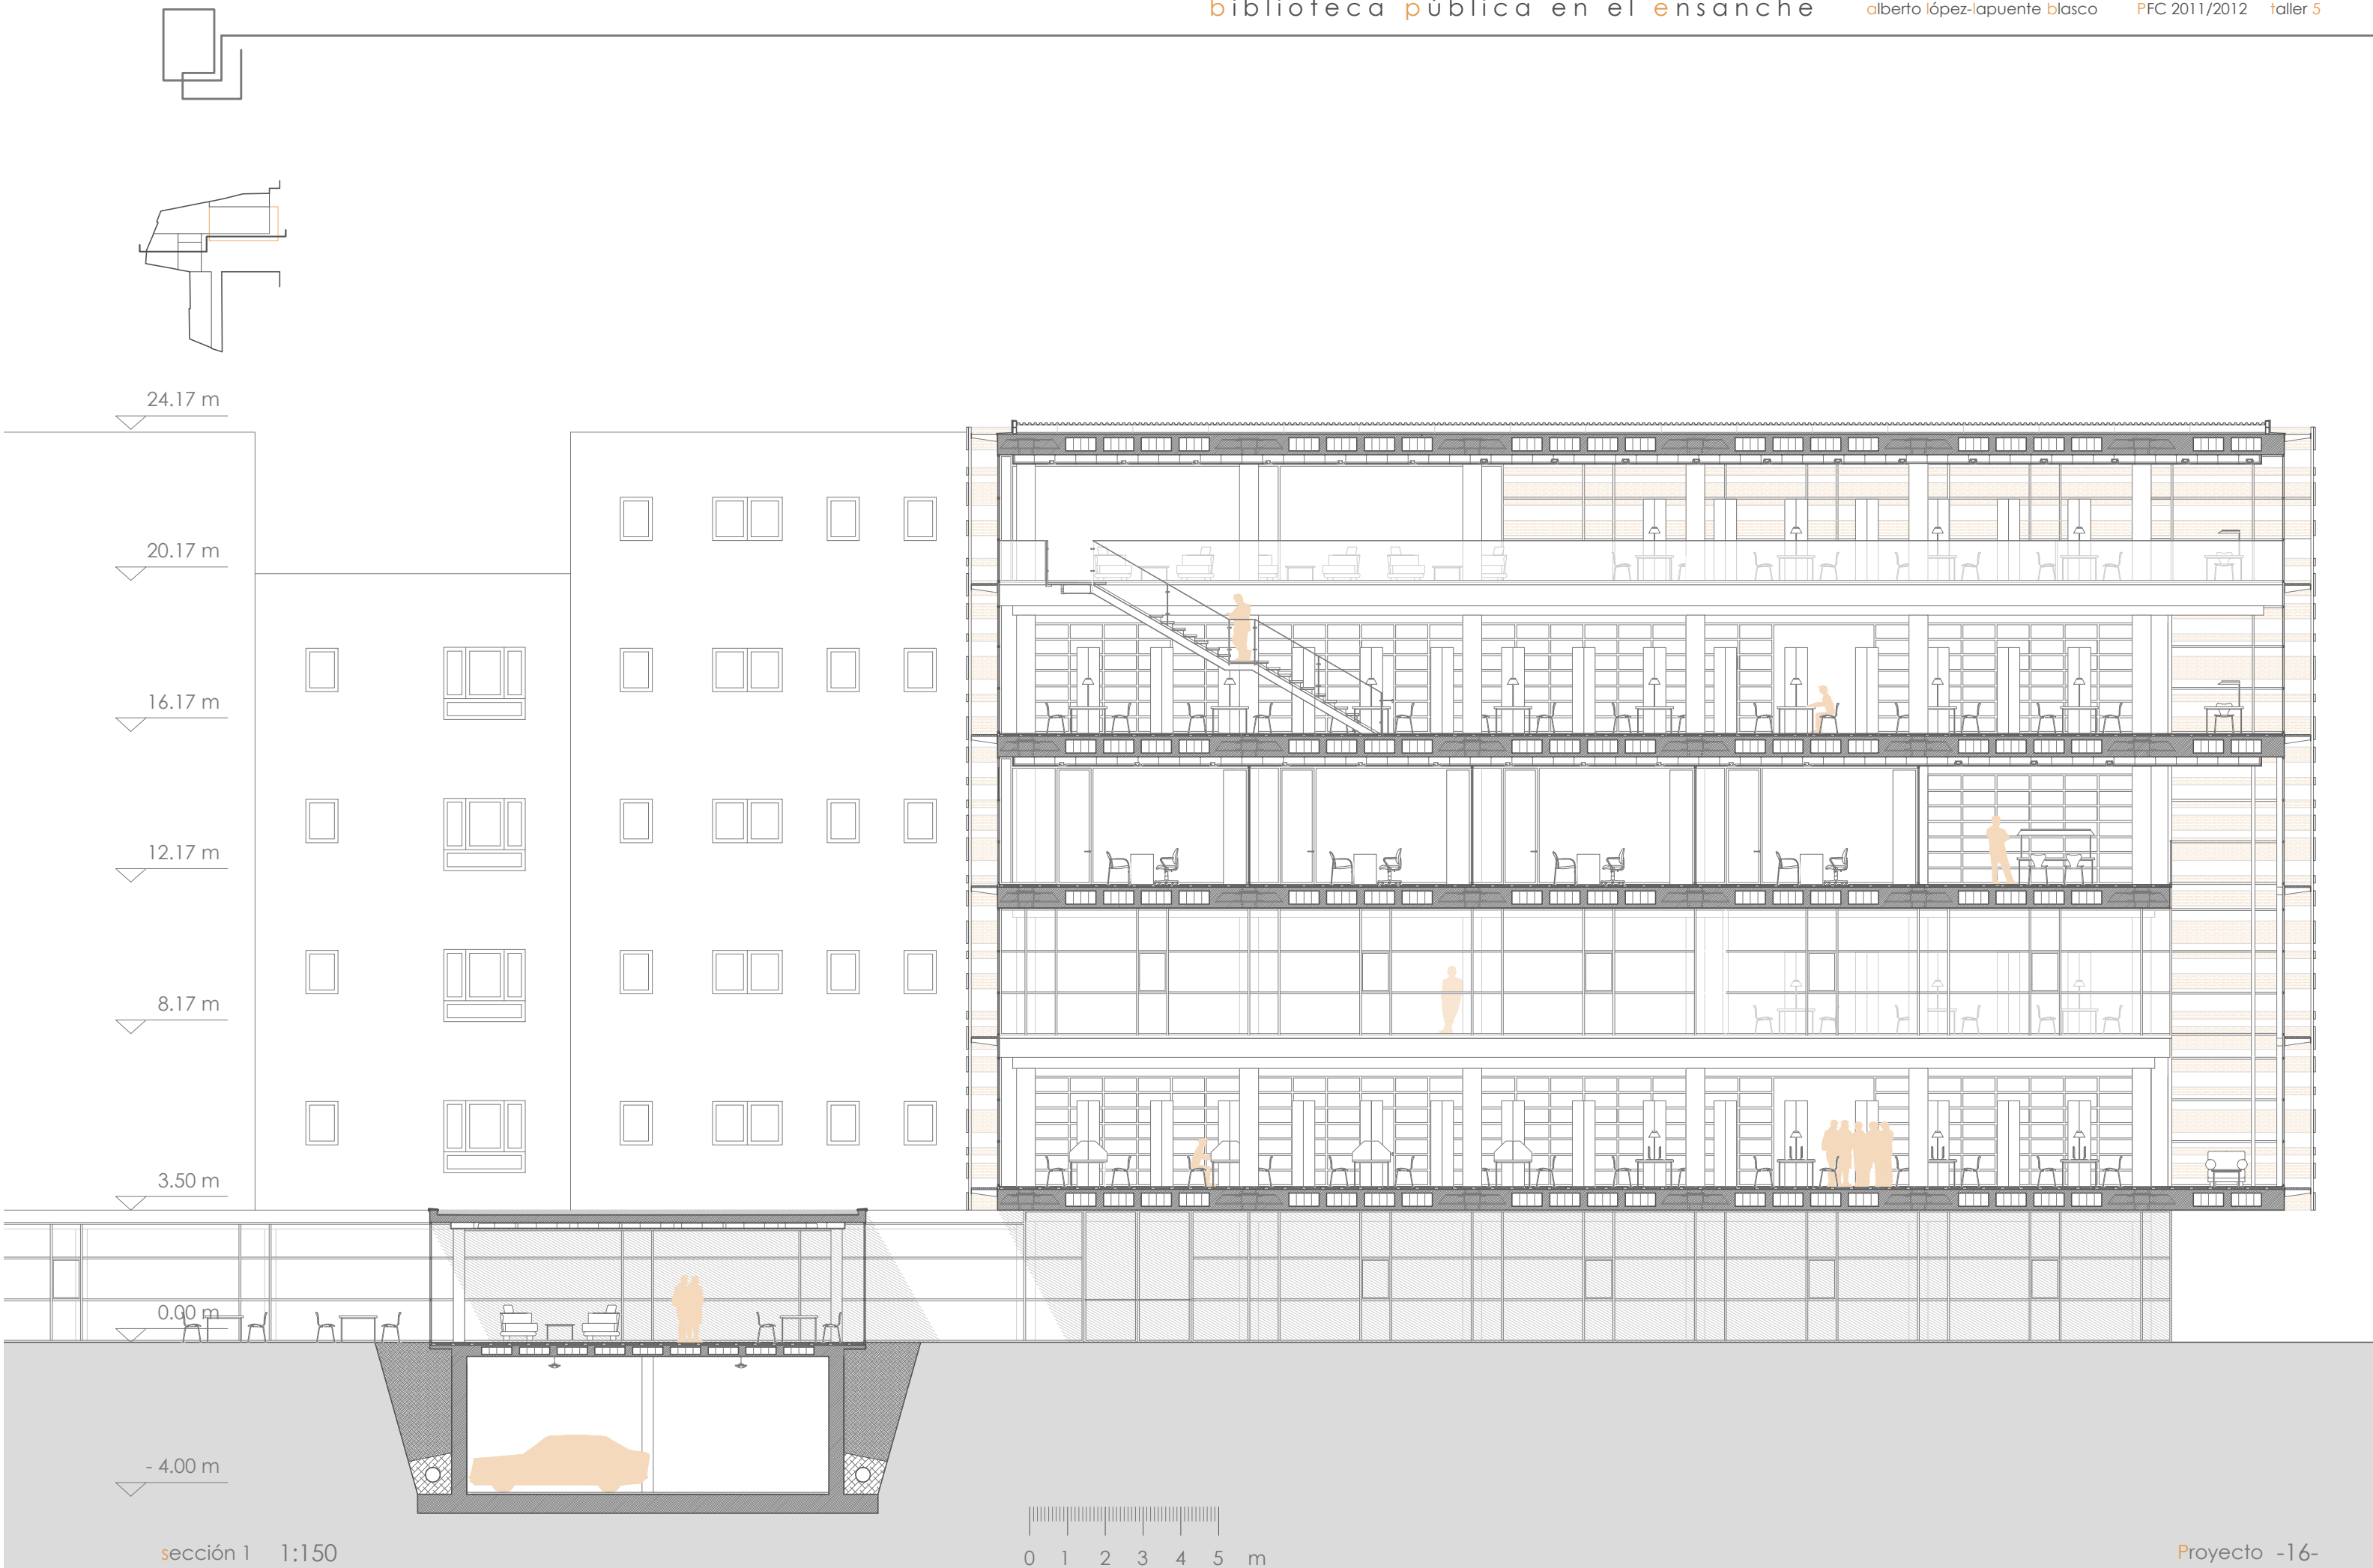 biblioteca pública en el ensanche alberto lópez-lapuente blasco PFC 2011/2012 taller 5
24.17 m
20.17 m
16.17 m
12.17 m
8.17 m
3.50 m
0.00 m
- 4.00 m
0 1 2 3 4 5 m
sección 1 1:150
Proyecto -16-